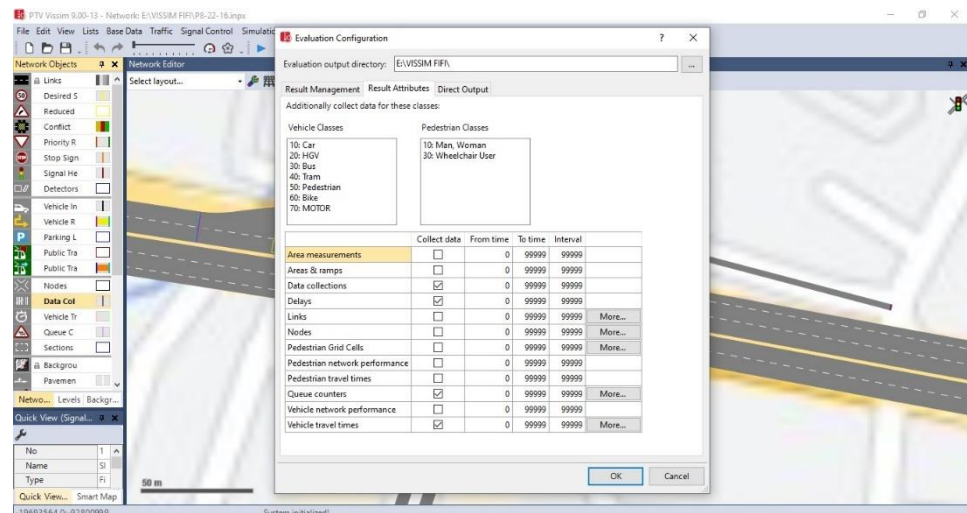 PTV Vissim 9.00-13 - Network: E:\VISSIM FIFI\P8-22-16.inpx
File Edit View Lists Base Data Traffic Signal Control Simulatic
Network Objects
Links
Desired S
Reduced
Conflict
Priority R
Stop Sign
Signal He
Detectors
Vehicle In
Vehicle R
Parking L
Public Tra
Public Tra
Nodes
Data Col
Vehicle Tr
Queue C
Sections
Backgrou
Pavemen
Netwo... Levels Backgr...
Quick View (Signal...
No 1
Name SI
Type Fi
Quick View... Smart Map
Network Editor
Select layout...
50 m
System initialized!
Evaluation Configuration ? X
Evaluation output directory: E:\VISSIM FIFI\ ...
Result Management Result Attributes Direct Output
Additionally collect data for these classes:
Vehicle Classes Pedestrian Classes
10: Car 10: Man, Woman
20: HGV 30: Wheelchair User
30: Bus
40: Tram
50: Pedestrian
60: Bike
70: MOTOR
Collect data From time To time Interval
Area measurements 0 99999 99999
Areas & ramps 0 99999 99999
Data collections 0 99999 99999
Delays 0 99999 99999
Links 0 99999 99999 More...
Nodes 0 99999 99999 More...
Pedestrian Grid Cells 0 99999 99999 More...
Pedestrian network performance 0 99999 99999
Pedestrian travel times 0 99999 99999
Queue counters 0 99999 99999 More...
Vehicle network performance 0 99999 99999
Vehicle travel times 0 99999 99999 More...
OK Cancel